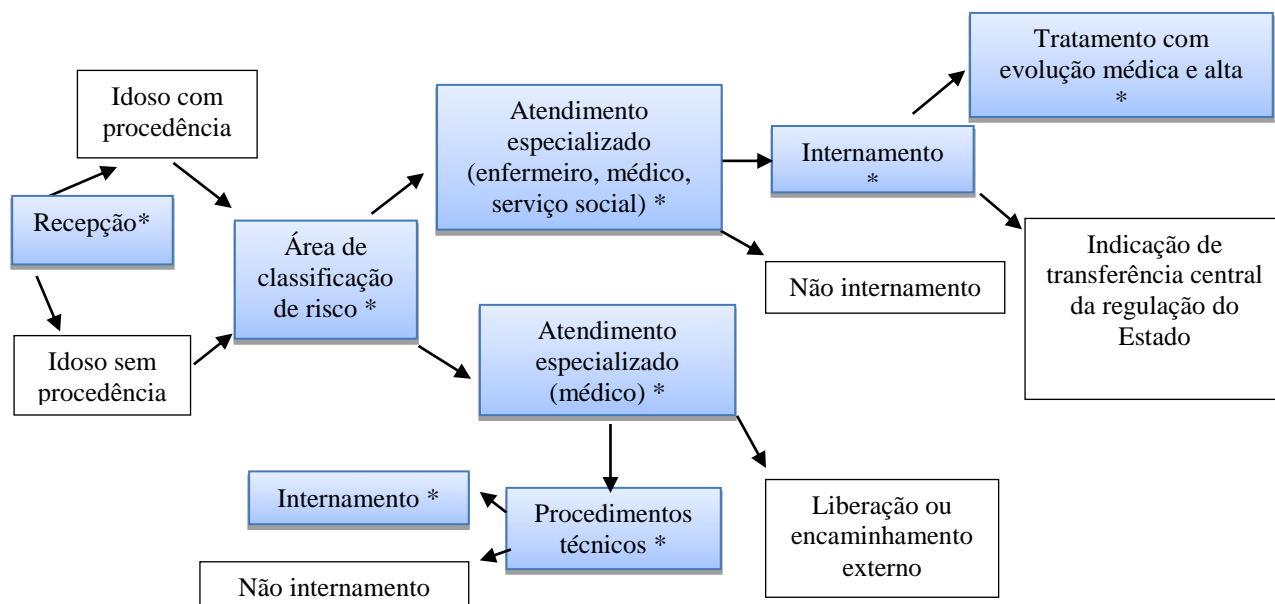 Idoso com
procedência
Recepção*
Idoso sem
procedência
Área de
classificação
de risco *
Atendimento
especializado
(enfermeiro, médico,
serviço social) *
Internamento
*
Tratamento com
evolução médica e alta
*
Não internamento
Indicação de
transferência central
da regulação do
Estado
Atendimento
especializado
(médico) *
Internamento *
Procedimentos
técnicos *
Não internamento
Liberação ou
encaminhamento
externo